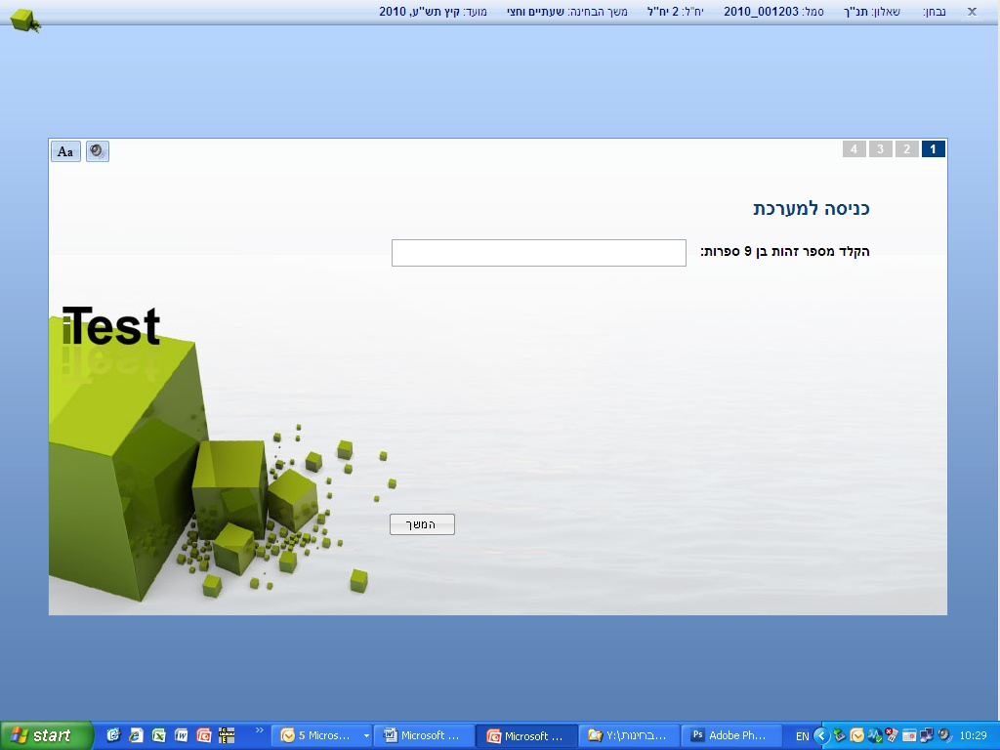 x נבחן: שאלון: תנ"ך סמל: 001203_2010 יח"ל: 2 יח"ל משך הבחינה: שעתיים וחצי מועד: קיץ תש"ע, 2010
Aa 1 2 3 4
כניסה למערכת
הקלד מספר זהות בן 9 ספרות:
iTest
המשך
start 5 Micros... Microsoft ... Microsoft ... Y:\בחינות... Adobe Ph... EN 10:29